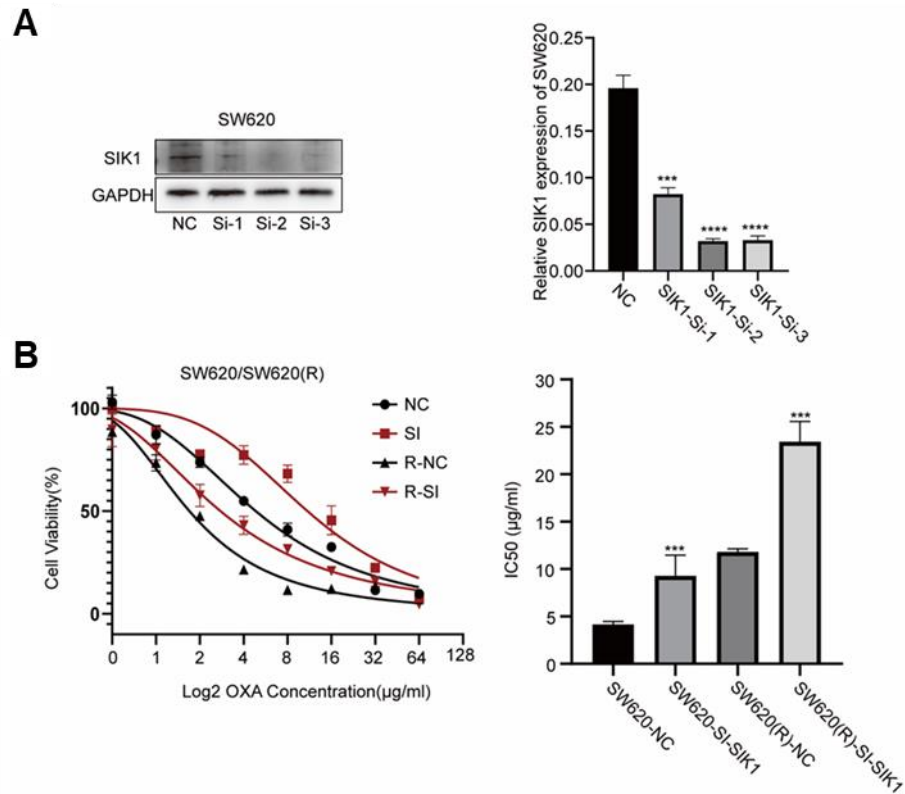 A
SW620
SIK1
GAPDH
NC Si-1 Si-2 Si-3
Relative SIK1 expression of SW620
0.25
0.20
0.15
0.10
0.05
0.00
***
****
****
NC
SIK1-Si-1
SIK1-Si-2
SIK1-Si-3
B
SW620/SW620(R)
Cell Viability(%)
100
50
0
NC
SI
R-NC
R-SI
0 1 2 4 8 16 32 64 128
Log2 OXA Concentration(μg/ml)
IC50 (μg/ml)
30
25
20
15
10
5
0
***
***
SW620-NC
SW620-SI-SIK1
SW620(R)-NC
SW620(R)-SI-SIK1